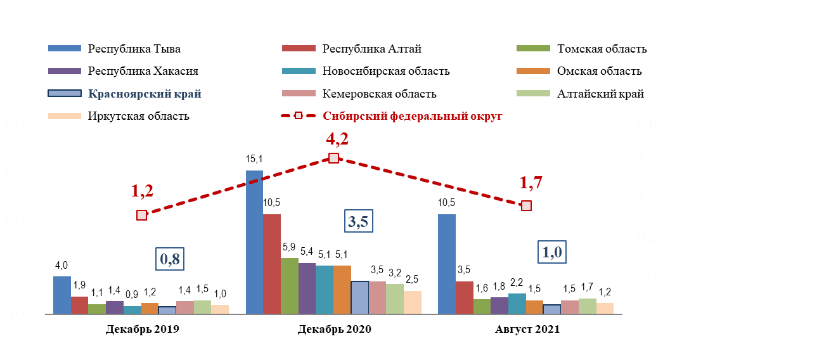 Республика Тыва Республика Алтай Томская область
Республика Хакасия Новосибирская область Омская область
Красноярский край Кемеровская область Алтайский край
Иркутская область Сибирский федеральный округ
4,2
15,1
1,2 1,7
10,5 10,5
3,5
5,9 5,4 5,1 5,1
0,8 1,0
4,0 3,5 3,2 3,5
1,9 1,1 1,4 0,9 1,2 1,4 1,5 1,0 2,5 1,6 1,8 2,2 1,5 1,5 1,7 1,2
Декабрь 2019 Декабрь 2020 Август 2021